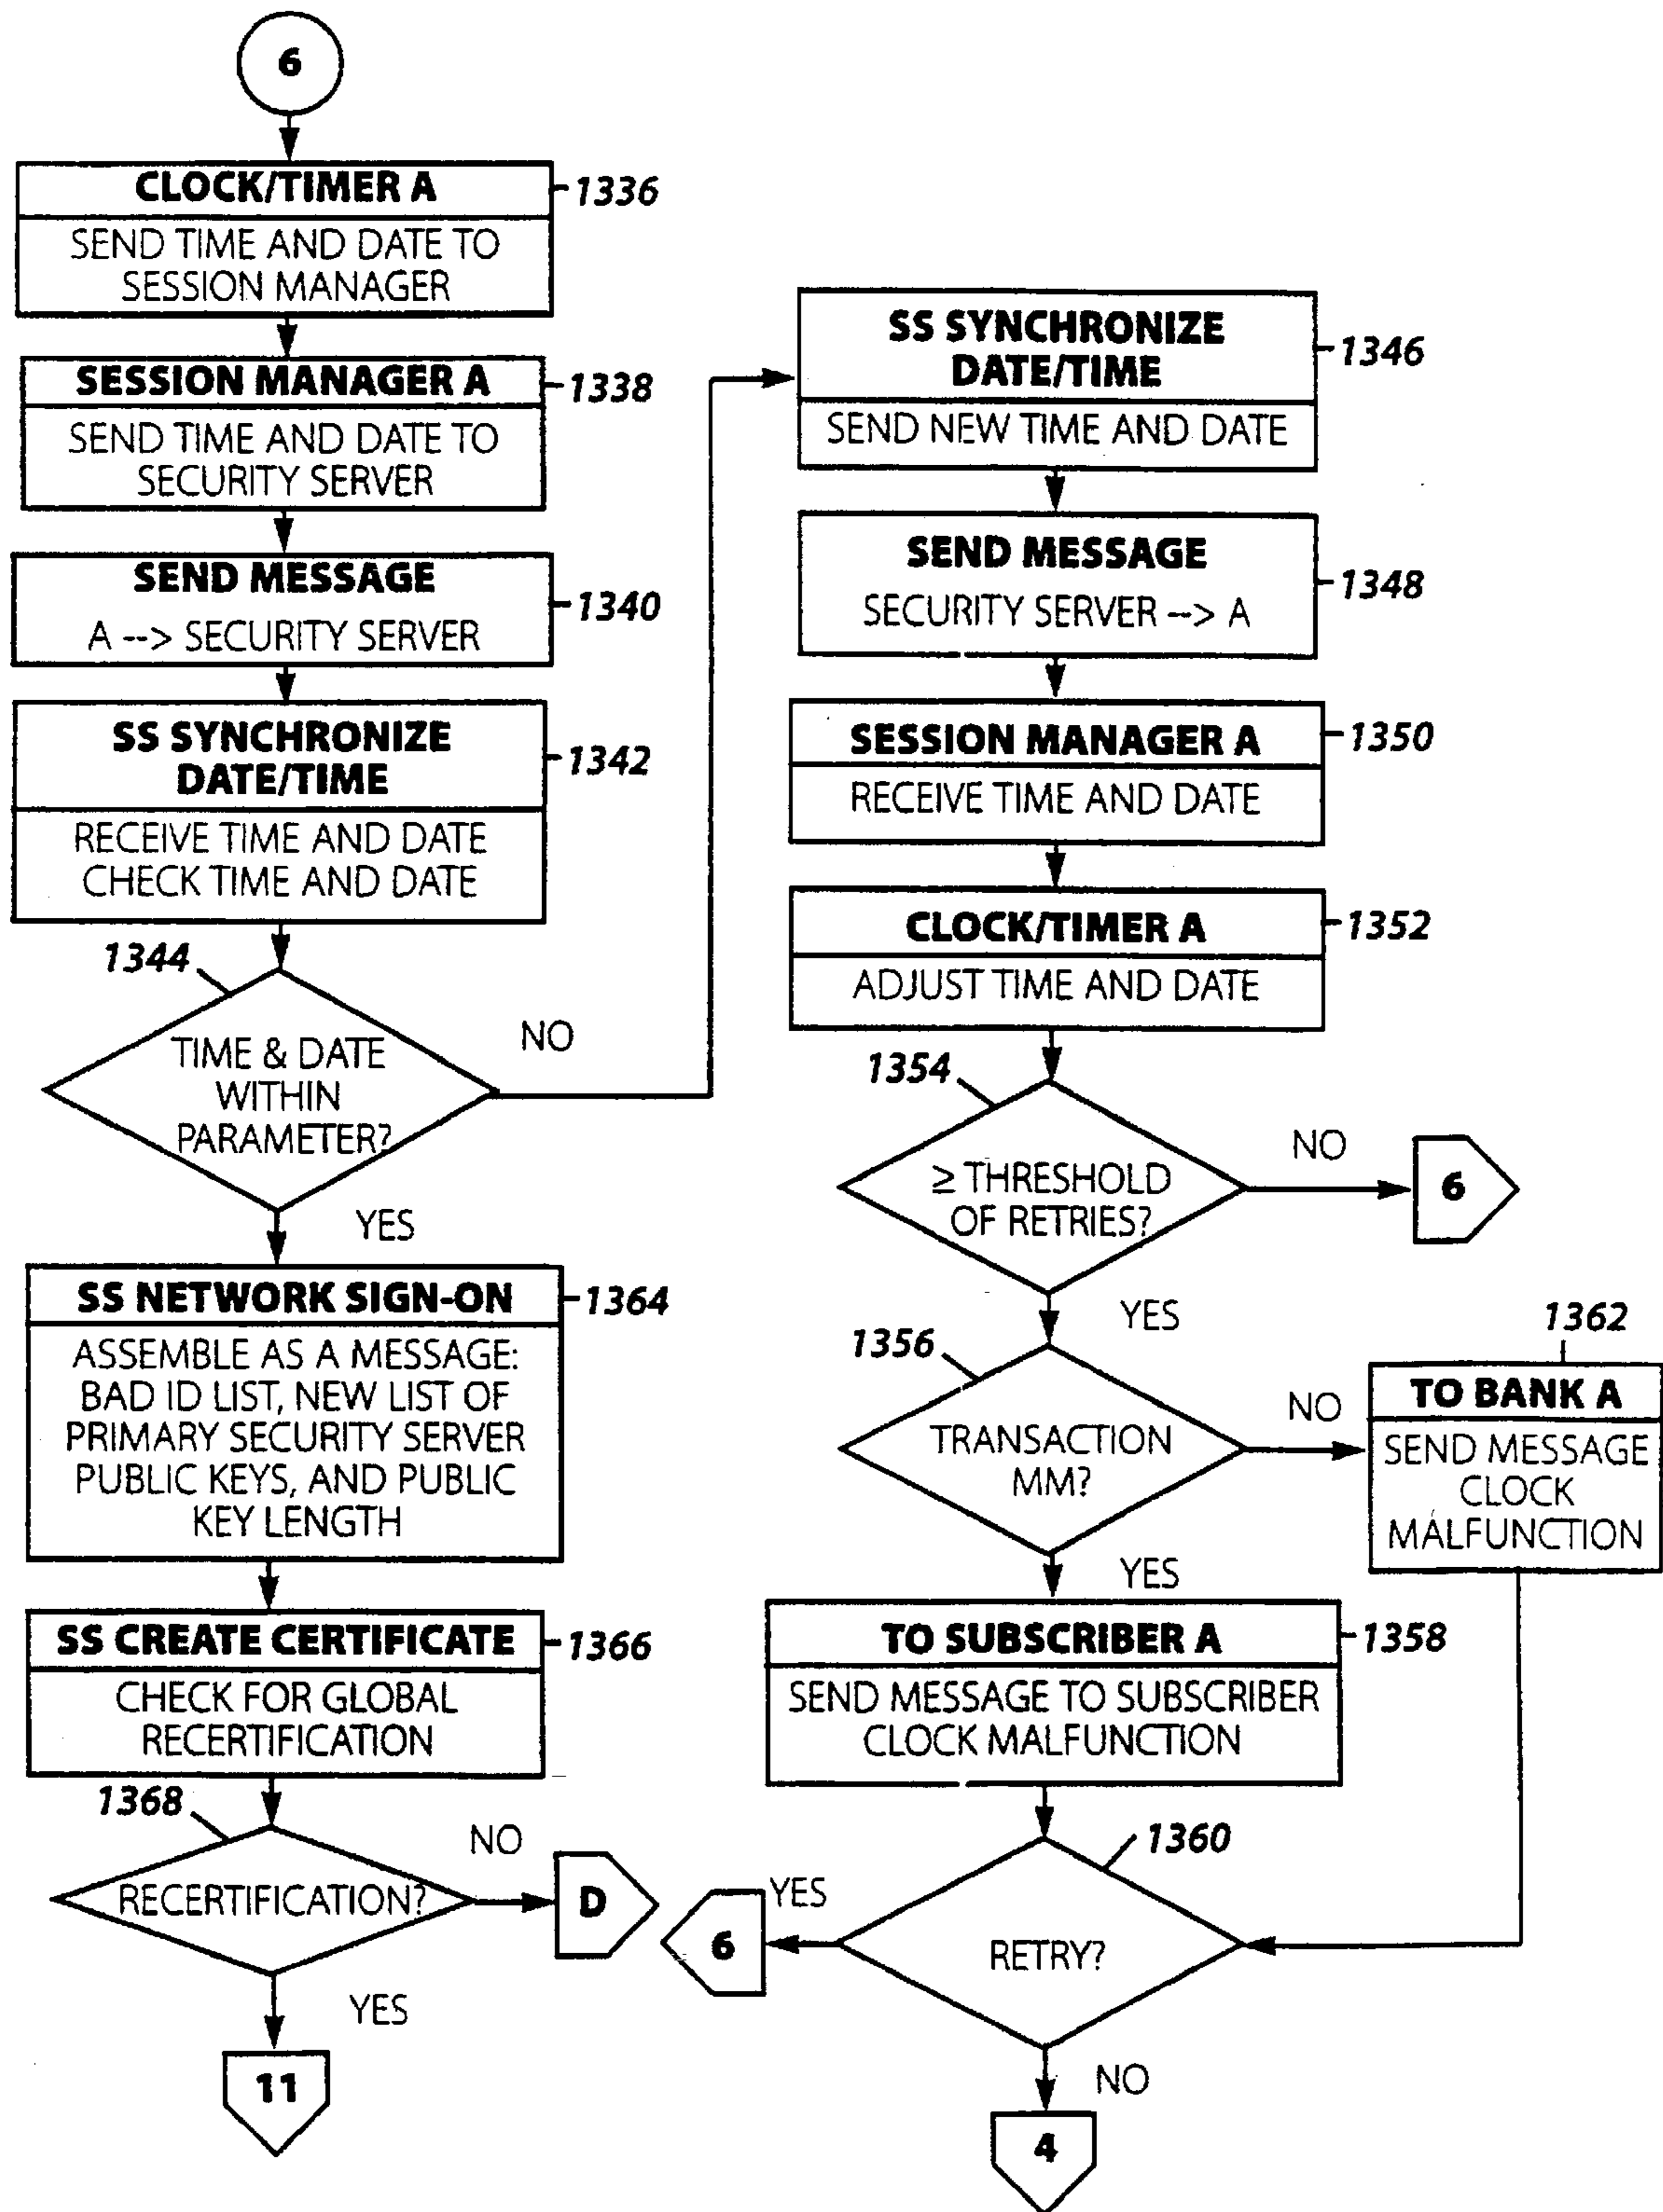 6
CLOCK/TIMER A
1336
SEND TIME AND DATE TO
SESSION MANAGER
SESSION MANAGER A
1338
SEND TIME AND DATE TO
SECURITY SERVER
SEND MESSAGE
1340
A --> SECURITY SERVER
SS SYNCHRONIZE
DATE/TIME
1342
RECEIVE TIME AND DATE
CHECK TIME AND DATE
1344
TIME & DATE
WITHIN
PARAMETER?
NO
YES
SS NETWORK SIGN-ON
1364
ASSEMBLE AS A MESSAGE:
BAD ID LIST, NEW LIST OF
PRIMARY SECURITY SERVER
PUBLIC KEYS, AND PUBLIC
KEY LENGTH
SS CREATE CERTIFICATE
1366
CHECK FOR GLOBAL
RECERTIFICATION
1368
RECERTIFICATION?
NO
D
YES
11
SS SYNCHRONIZE
DATE/TIME
1346
SEND NEW TIME AND DATE
SEND MESSAGE
1348
SECURITY SERVER --> A
SESSION MANAGER A
1350
RECEIVE TIME AND DATE
CLOCK/TIMER A
1352
ADJUST TIME AND DATE
1354
≥ THRESHOLD
OF RETRIES?
NO
6
YES
1356
TRANSACTION
MM?
NO
1362
TO BANK A
SEND MESSAGE
CLOCK
MALFUNCTION
YES
TO SUBSCRIBER A
1358
SEND MESSAGE TO SUBSCRIBER
CLOCK MALFUNCTION
1360
RETRY?
YES
6
NO
4